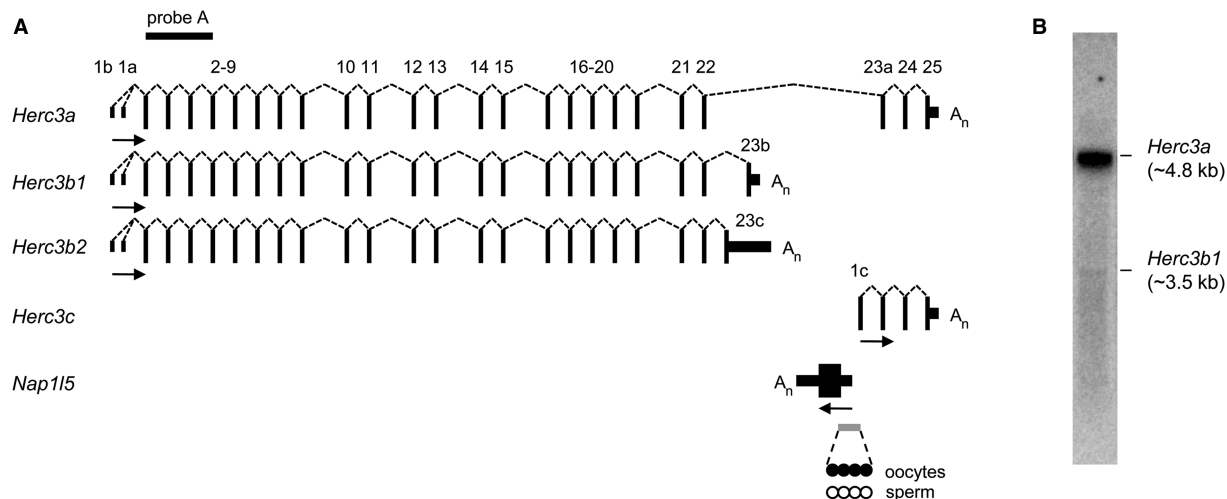 A
probe A
1b 1a
2-9
10 11
12 13
14 15
16-20
21 22
23a 24 25
Herc3a
An
23b
Herc3b1
An
23c
Herc3b2
An
1c
Herc3c
An
Nap1l5
An
oocytes
sperm
B
Herc3a
(~4.8 kb)
Herc3b1
(~3.5 kb)